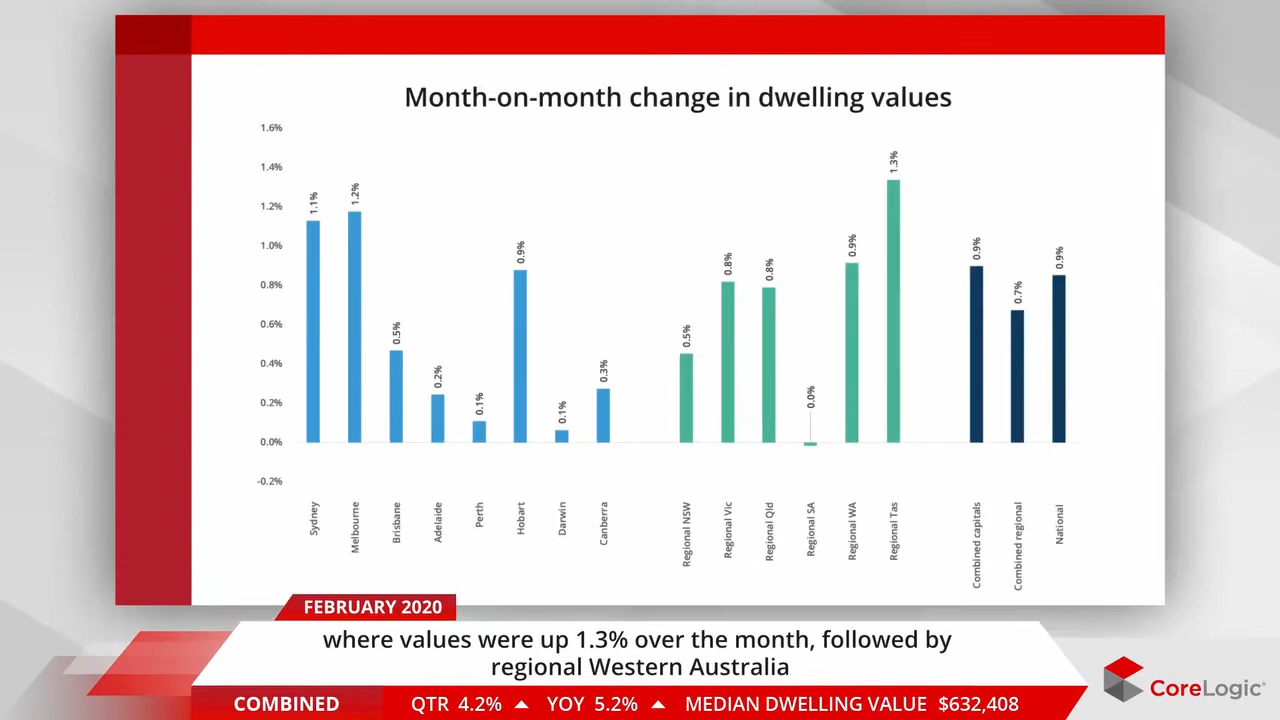 Month-on-month change in dwelling values
1.6%
1.4%
1.2%
1.0%
0.8%
0.6%
0.4%
0.2%
0.0%
-0.2%
1.1%
1.2%
0.5%
0.2%
0.1%
0.9%
0.1%
0.3%
0.5%
0.8%
0.8%
0.0%
0.9%
1.3%
0.9%
0.7%
0.9%
Sydney
Melbourne
Brisbane
Adelaide
Perth
Hobart
Darwin
Canberra
Regional NSW
Regional Vic
Regional Qld
Regional SA
Regional WA
Regional Tas
Combined capitals
Combined regional
National
FEBRUARY 2020
where values were up 1.3% over the month, followed by
regional Western Australia
COMBINED QTR 4.2% YOY 5.2% MEDIAN DWELLING VALUE $632,408
CoreLogic®